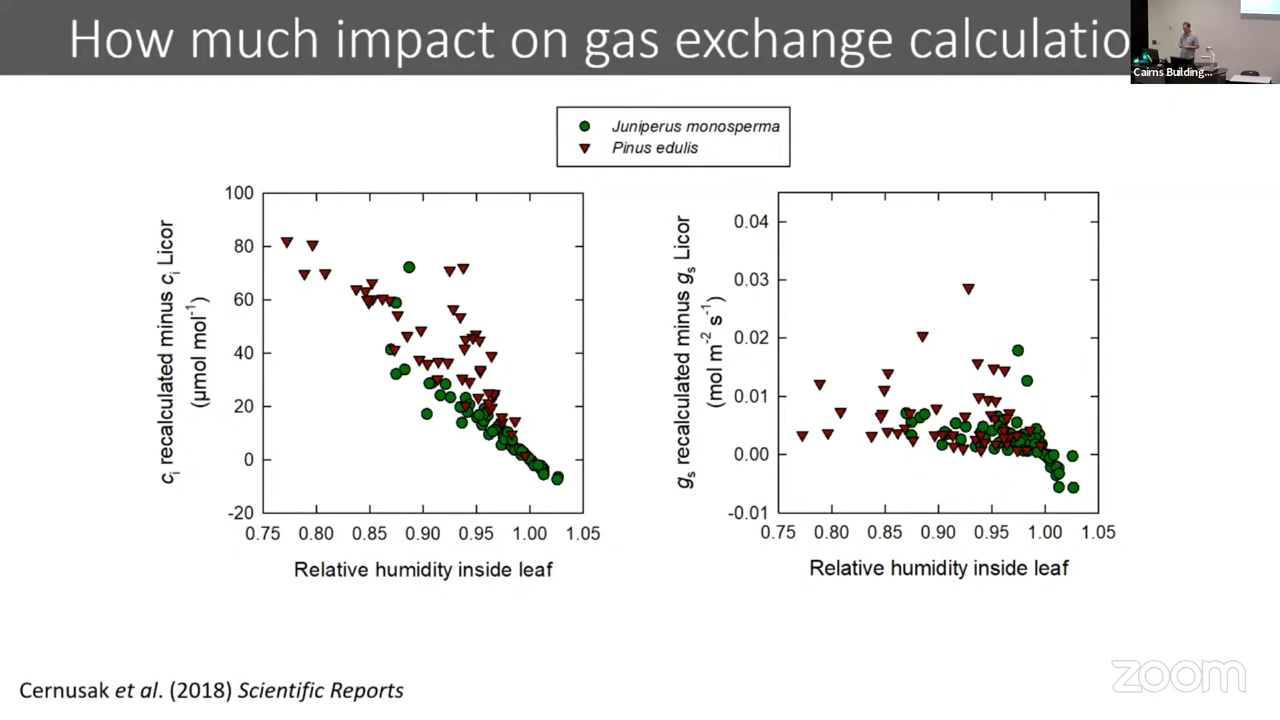 How much impact on gas exchange calculatio
Cairns Building...
Juniperus monosperma
Pinus edulis
100
80
60
40
20
0
-20
0.75 0.80 0.85 0.90 0.95 1.00 1.05
ci recalculated minus ci Licor
(µmol mol⁻¹)
Relative humidity inside leaf
0.04
0.03
0.02
0.01
0.00
-0.01
0.75 0.80 0.85 0.90 0.95 1.00 1.05
gs recalculated minus gs Licor
(mol m⁻² s⁻¹)
Relative humidity inside leaf
Cernusak et al. (2018) Scientific Reports
zoom